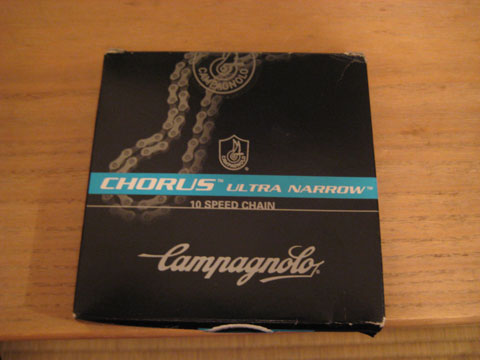 CAMPAGNOLO
CHORUS™ ULTRA NARROW™
10 SPEED CHAIN
Campagnolo®